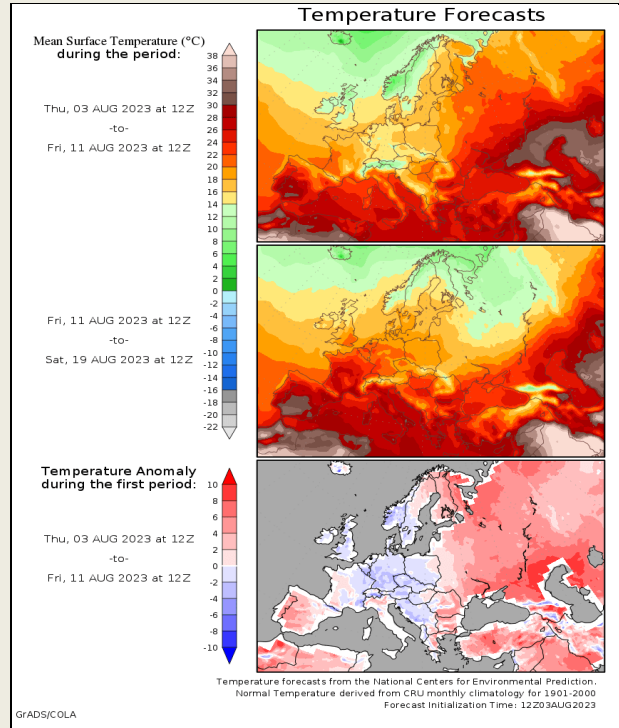 Temperature Forecasts
Mean Surface Temperature (°C)
during the period:
Thu, 03 AUG 2023 at 12Z
-to-
Fri, 11 AUG 2023 at 12Z
38
36
34
32
30
28
26
24
22
20
18
16
14
12
10
8
6
4
2
0
-2
-4
-6
-8
-10
-12
-14
-16
-18
-20
-22
Fri, 11 AUG 2023 at 12Z
-to-
Sat, 19 AUG 2023 at 12Z
Temperature Anomaly
during the first period:
Thu, 03 AUG 2023 at 12Z
-to-
Fri, 11 AUG 2023 at 12Z
10
8
6
4
2
0
-2
-4
-6
-8
-10
Temperature forecasts from the National Centers for Environmental Prediction.
Normal Temperature derived from CRU monthly climatology for 1901-2000
Forecast Initialization Time: 12Z03AUG2023
GrADS/COLA